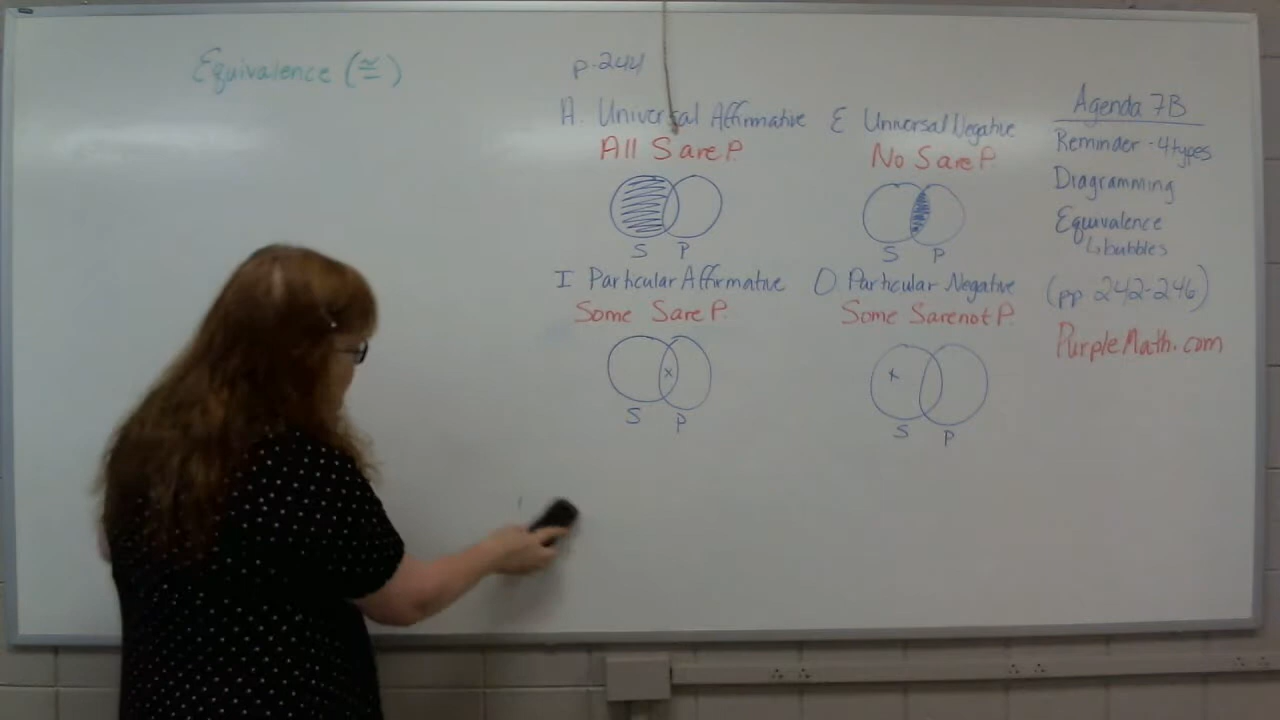 Equivalence (≅)
p. 244
A. Universal Affirmative
All S are P.
S P
E Universal Negative
No S are P.
S P
I Particular Affirmative
Some S are P.
x
S P
O Particular Negative
Some S are not P.
x
S P
Agenda 7B
Reminder - 4 types
Diagramming
Equivalence
↳ bubbles
(pp 242-246)
PurpleMath.com